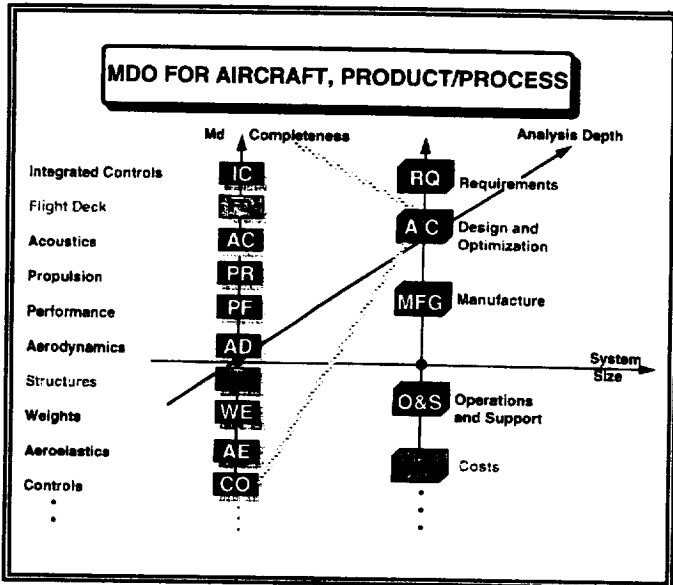 MDO FOR AIRCRAFT, PRODUCT/PROCESS
Md Completeness
Analysis Depth
Integrated Controls IC
Flight Deck
Acoustics AC
Propulsion PR
Performance PF
Aerodynamics AD
Structures
Weights WE
Aeroelastics AE
Controls CO
RQ Requirements
A/C Design and
Optimization
MFG Manufacture
System
Size
O&S Operations
and Support
Costs